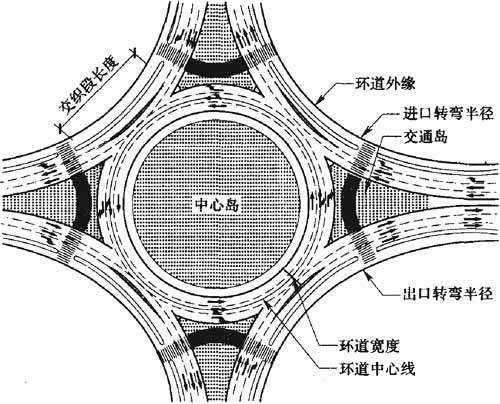 交织段长度
环道外缘
进口转弯半径
交通岛
中心岛
出口转弯半径
环道宽度
环道中心线